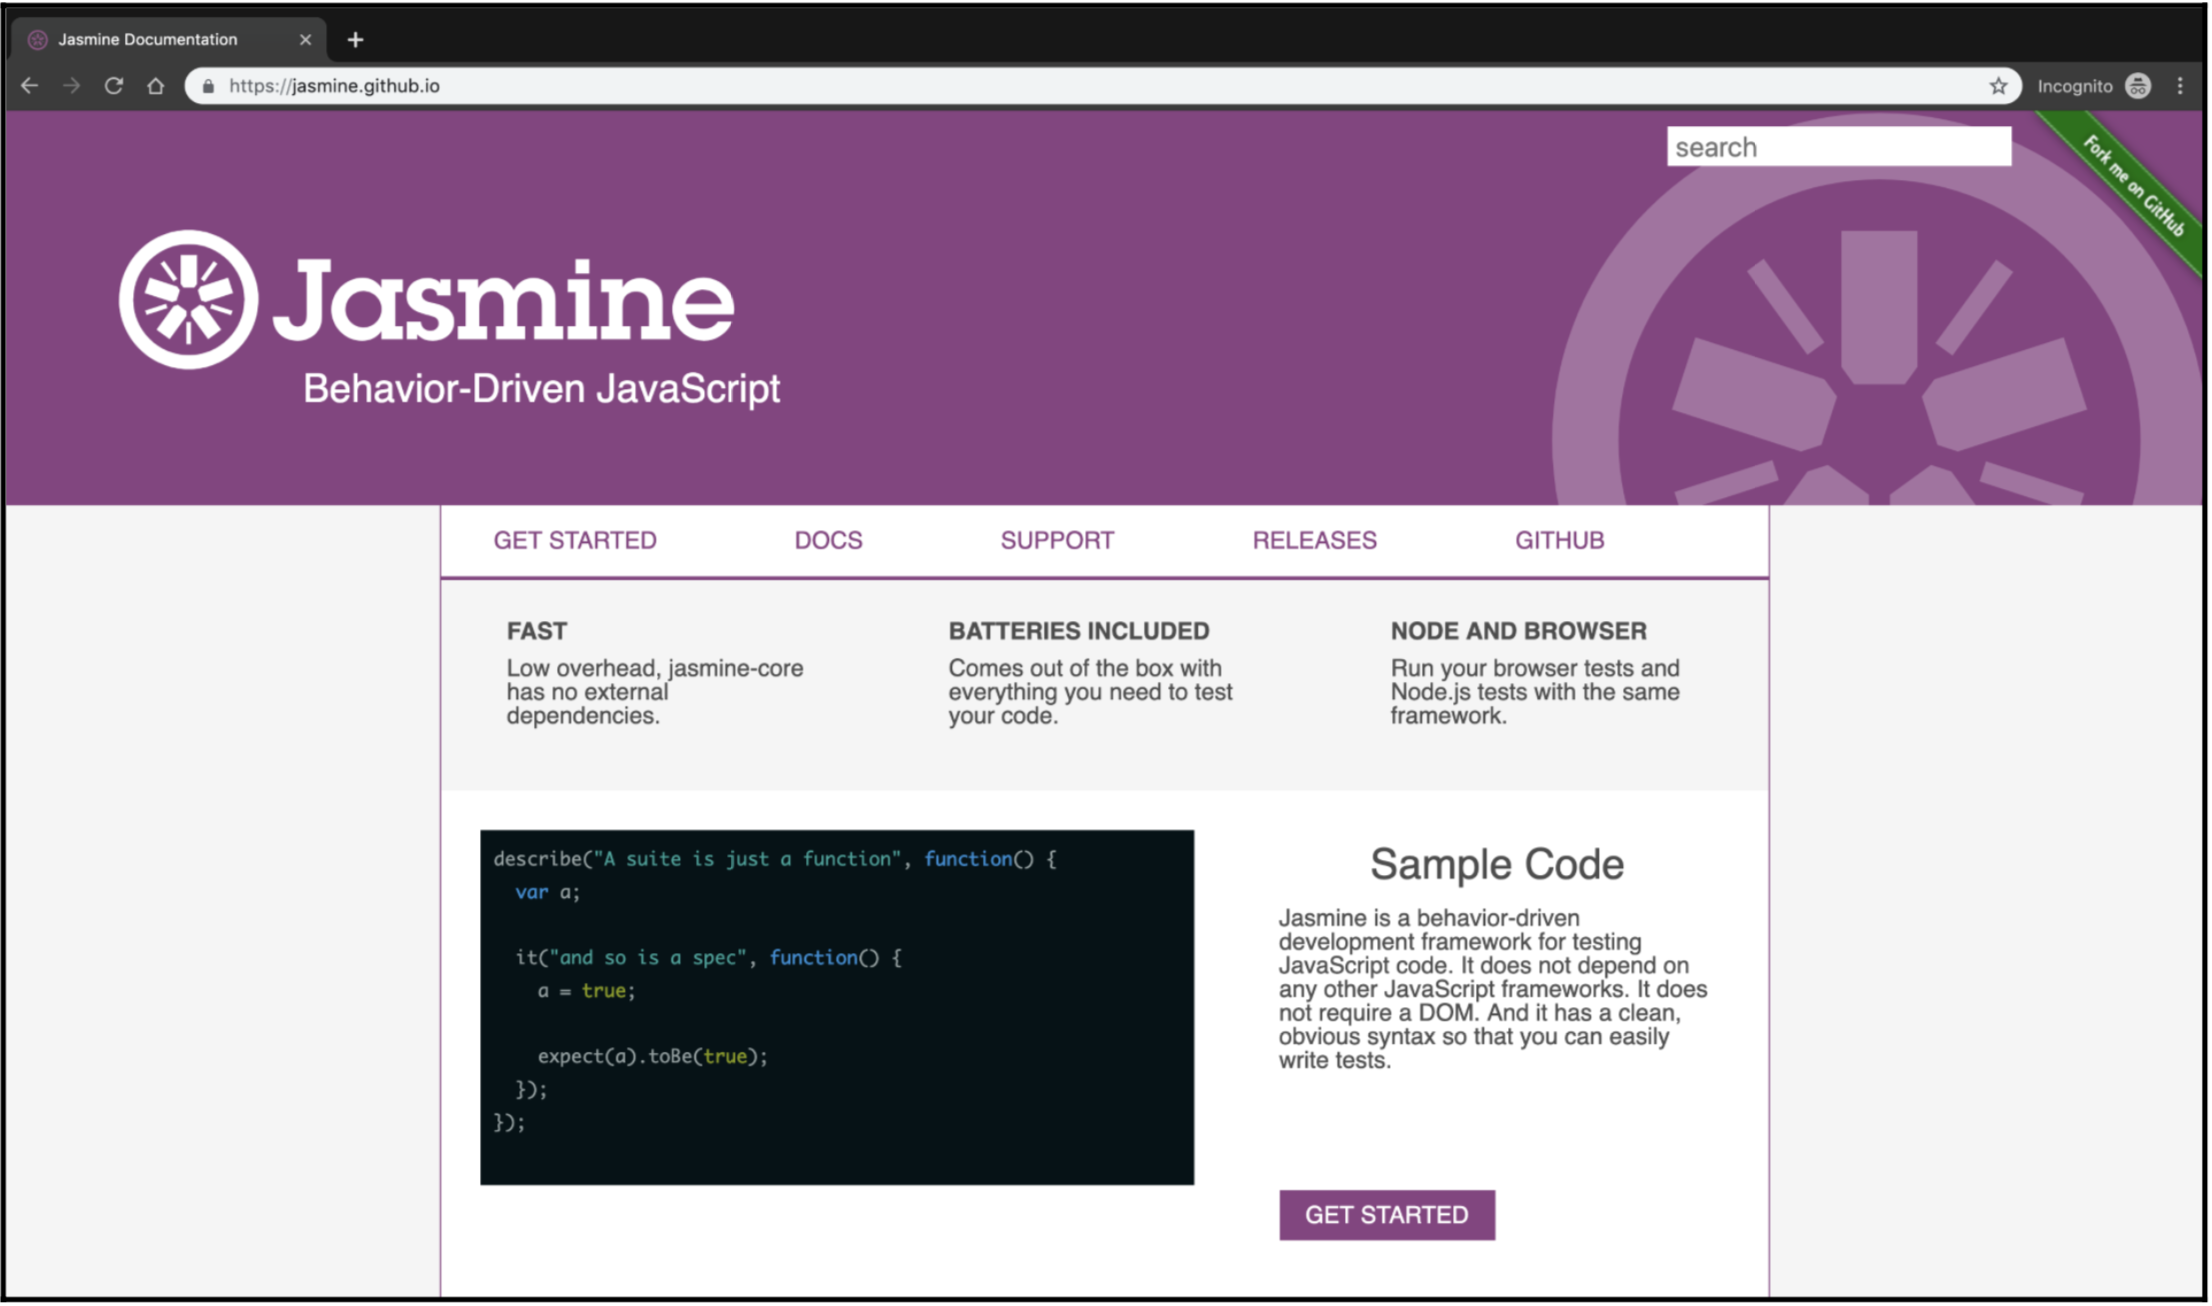 Jasmine Documentation
https://jasmine.github.io
Incognito
search
Fork me on GitHub
Jasmine
Behavior-Driven JavaScript
GET STARTED DOCS SUPPORT RELEASES GITHUB
FAST
Low overhead, jasmine-core
has no external
dependencies.
BATTERIES INCLUDED
Comes out of the box with
everything you need to test
your code.
NODE AND BROWSER
Run your browser tests and
Node.js tests with the same
framework.
describe("A suite is just a function", function() {
  var a;
  it("and so is a spec", function() {
    a = true;
    expect(a).toBe(true);
  });
});
Sample Code
Jasmine is a behavior-driven
development framework for testing
JavaScript code. It does not depend on
any other JavaScript frameworks. It does
not require a DOM. And it has a clean,
obvious syntax so that you can easily
write tests.
GET STARTED